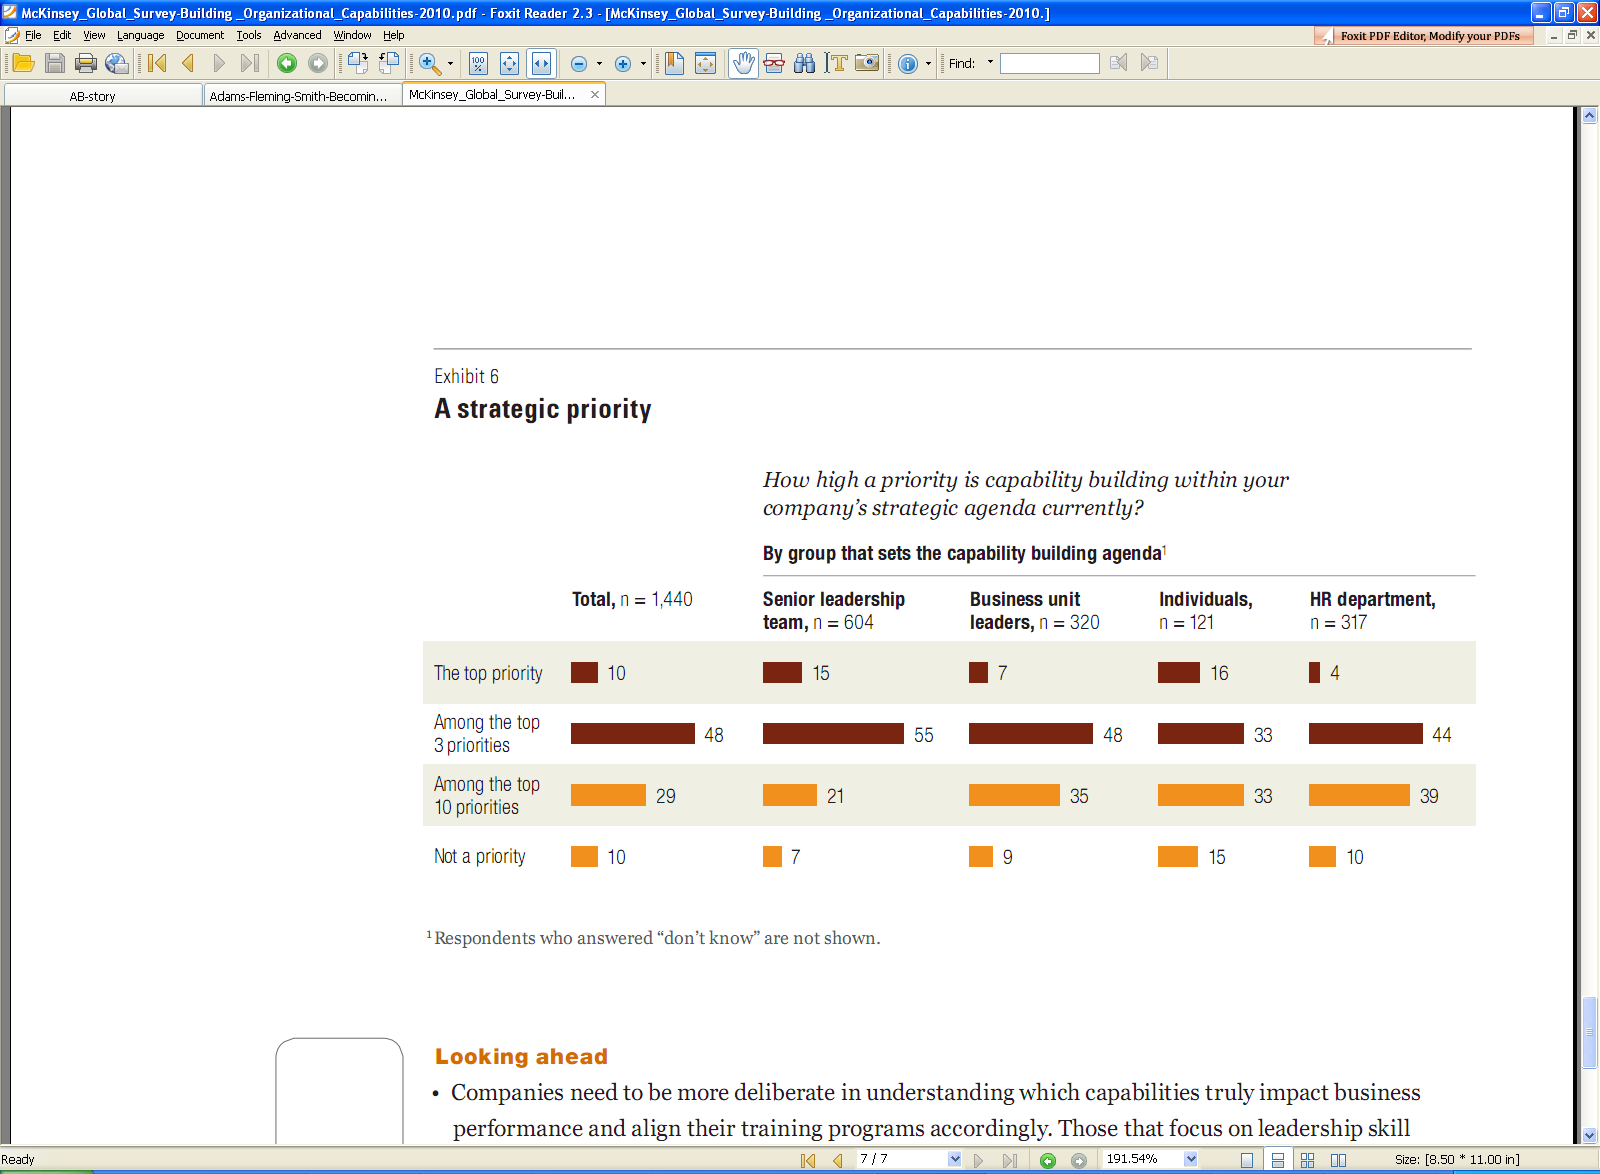 McKinsey_Global_Survey-Building _Organizational_Capabilities-2010.pdf - Foxit Reader 2.3 - [McKinsey_Global_Survey-Building _Organizational_Capabilities-2010.]
File Edit View Language Document Tools Advanced Window Help
Foxit PDF Editor, Modify your PDFs
100 %
Find:
AB-story
Adams-Fleming-Smith-Becomin...
McKinsey_Global_Survey-Buil...
Exhibit 6
A strategic priority
How high a priority is capability building within your
company's strategic agenda currently?
By group that sets the capability building agenda¹
Total, n = 1,440
Senior leadership
team, n = 604
Business unit
leaders, n = 320
Individuals,
n = 121
HR department,
n = 317
The top priority 10 15 7 16 4
Among the top
3 priorities 48 55 48 33 44
Among the top
10 priorities 29 21 35 33 39
Not a priority 10 7 9 15 10
¹ Respondents who answered “don’t know” are not shown.
Looking ahead
• Companies need to be more deliberate in understanding which capabilities truly impact business
performance and align their training programs accordingly. Those that focus on leadership skill
Ready
7 / 7
191.54%
Size: [8.50 * 11.00 in]